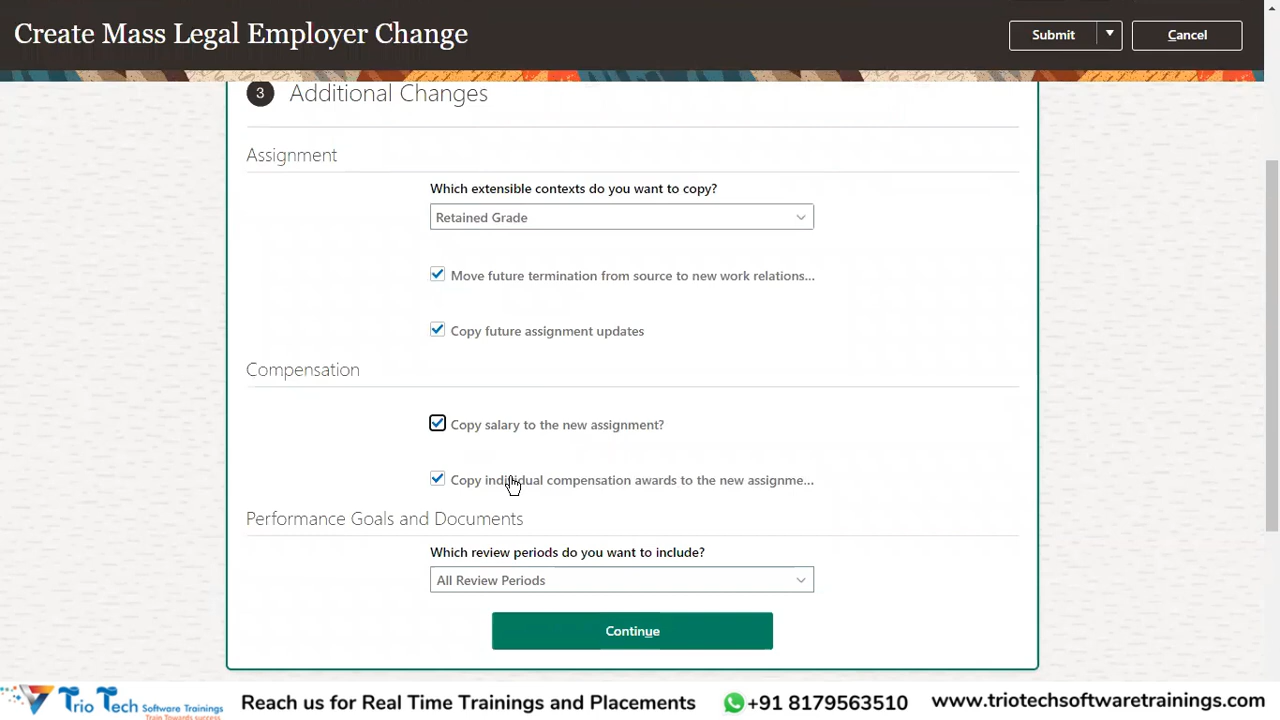 Create Mass Legal Employer Change
Submit
Cancel
3 Additional Changes
Assignment
Which extensible contexts do you want to copy?
Retained Grade
Move future termination from source to new work relations...
Copy future assignment updates
Compensation
Copy salary to the new assignment?
Copy individual compensation awards to the new assignme...
Performance Goals and Documents
Which review periods do you want to include?
All Review Periods
Continue
Trio Tech Software Trainings
Train Towards success
Reach us for Real Time Trainings and Placements
+91 8179563510
www.triotechsoftwaretrainings.com